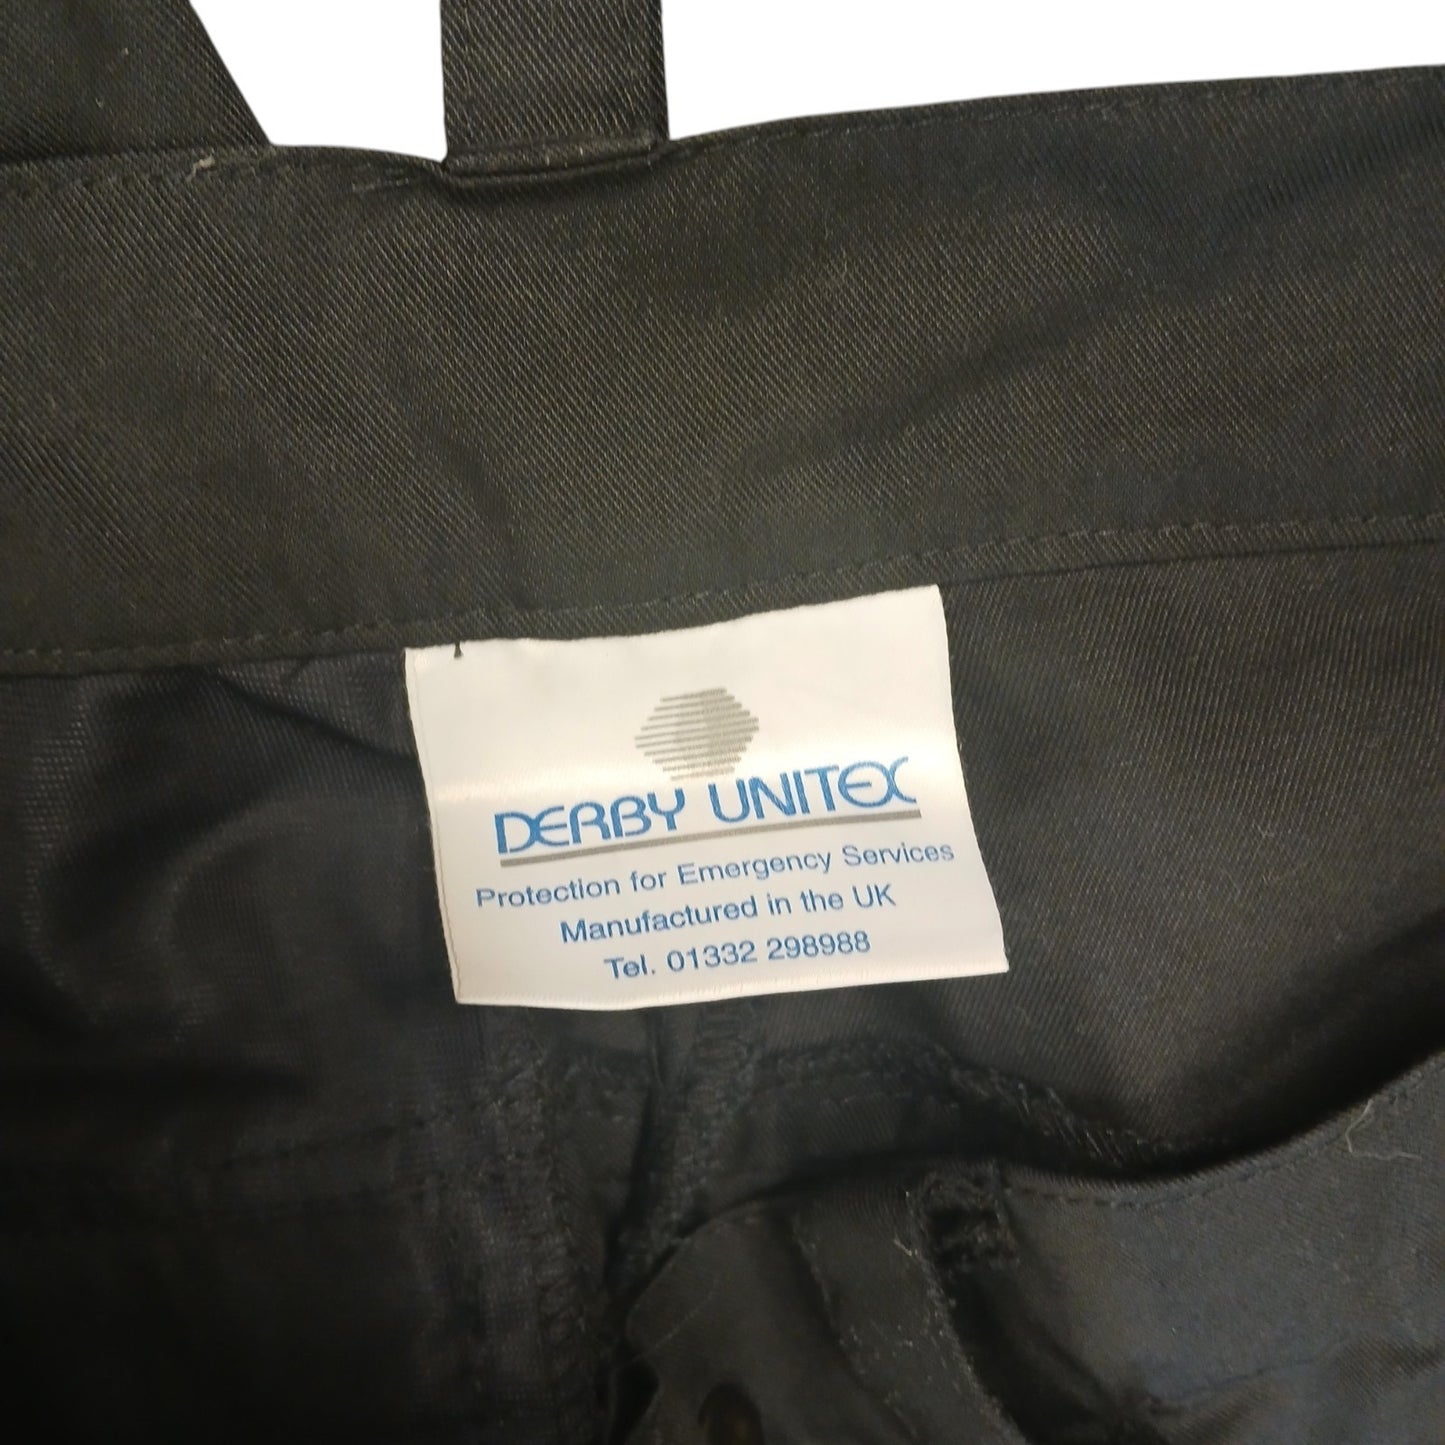 DERBY UNITEX
Protection for Emergency Services
Manufactured in the UK
Tel. 01332 298988